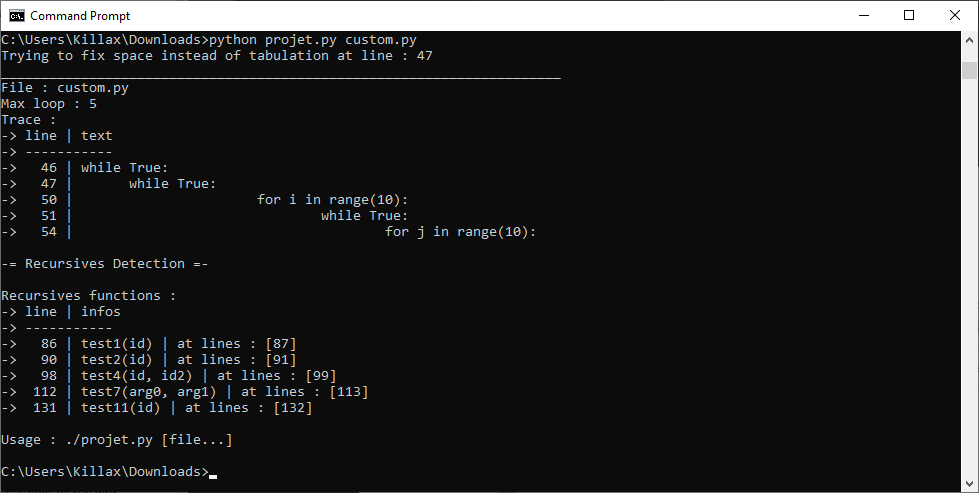 Command Prompt
C:\Users\Killax\Downloads>python projet.py custom.py
Trying to fix space instead of tabulation at line : 47
______________________________________________________________________
File : custom.py
Max loop : 5
Trace :
-> line | text
-> -----------
->   46 | while True:
->   47 |       while True:
->   50 |                       for i in range(10):
->   51 |                               while True:
->   54 |                                       for j in range(10):
-= Recursives Detection =-
Recursives functions :
-> line | infos
-> -----------
->   86 | test1(id) | at lines : [87]
->   90 | test2(id) | at lines : [91]
->   98 | test4(id, id2) | at lines : [99]
->  112 | test7(arg0, arg1) | at lines : [113]
->  131 | test11(id) | at lines : [132]
Usage : ./projet.py [file...]
C:\Users\Killax\Downloads>